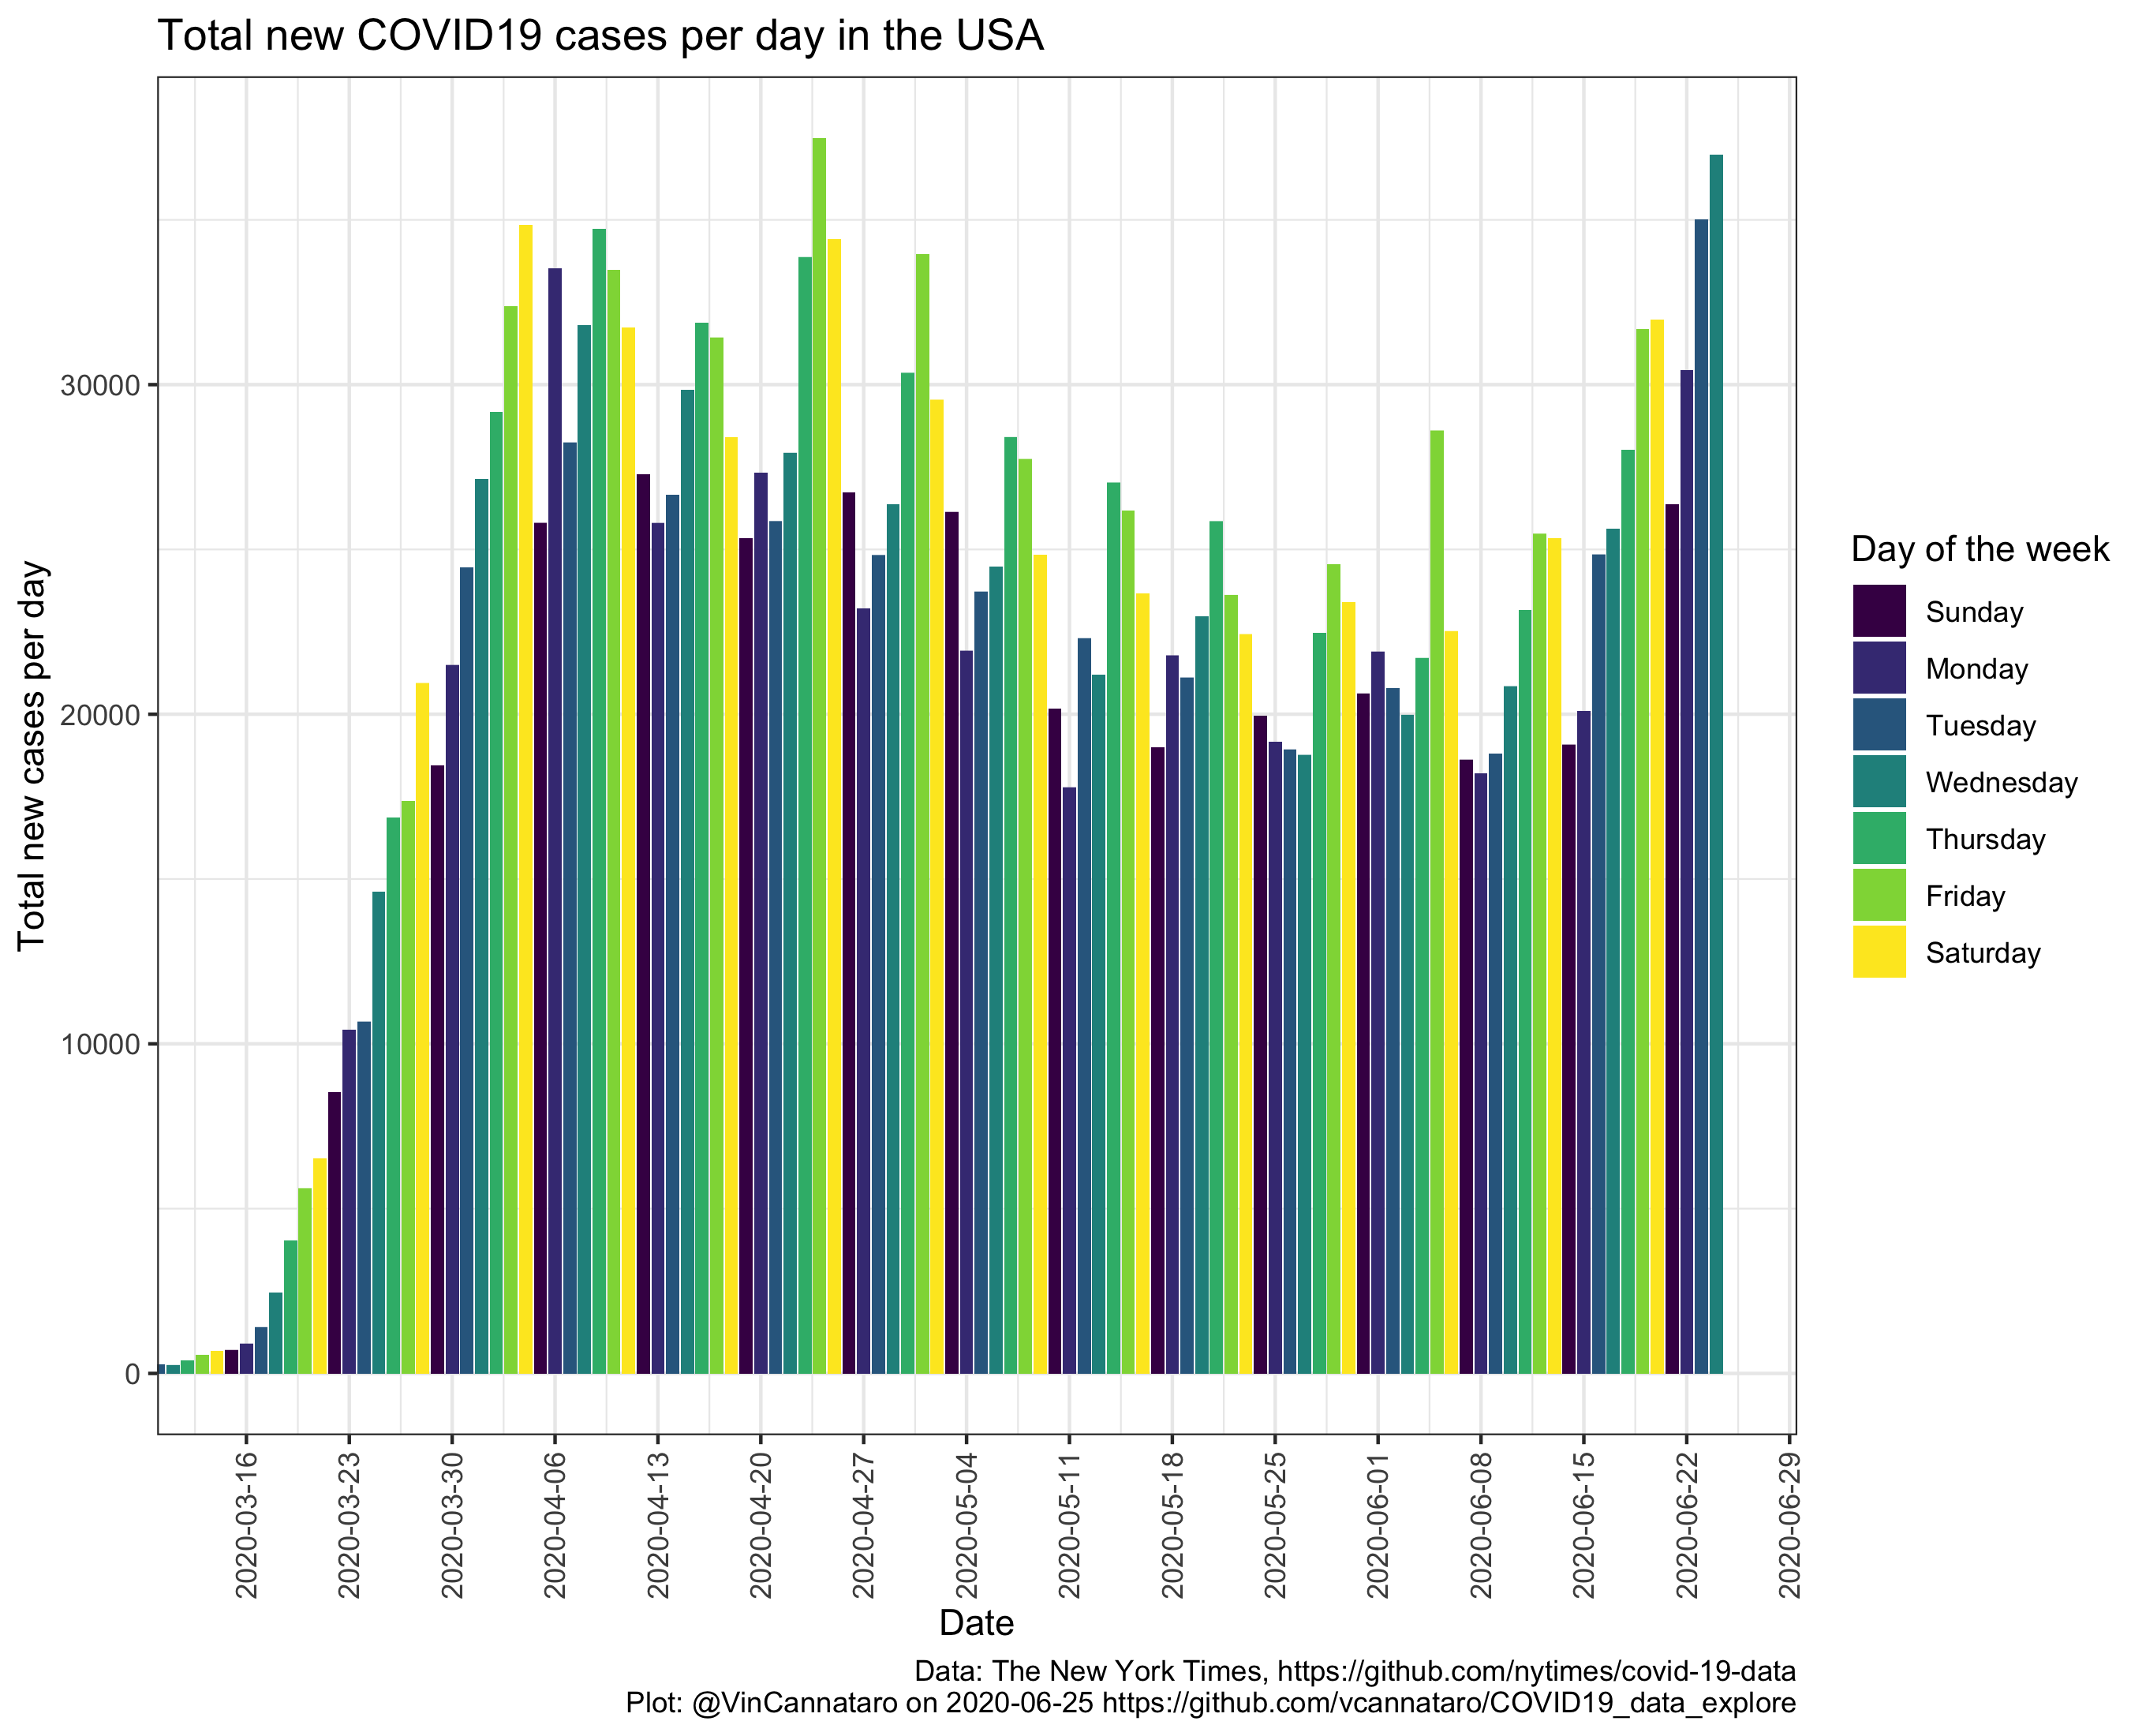 Total new COVID19 cases per day in the USA
Total new cases per day
30000
20000
10000
0
2020-03-16
2020-03-23
2020-03-30
2020-04-06
2020-04-13
2020-04-20
2020-04-27
2020-05-04
2020-05-11
2020-05-18
2020-05-25
2020-06-01
2020-06-08
2020-06-15
2020-06-22
2020-06-29
Date
Day of the week
Sunday
Monday
Tuesday
Wednesday
Thursday
Friday
Saturday
Data: The New York Times, https://github.com/nytimes/covid-19-data
Plot: @VinCannataro on 2020-06-25 https://github.com/vcannataro/COVID19_data_explore